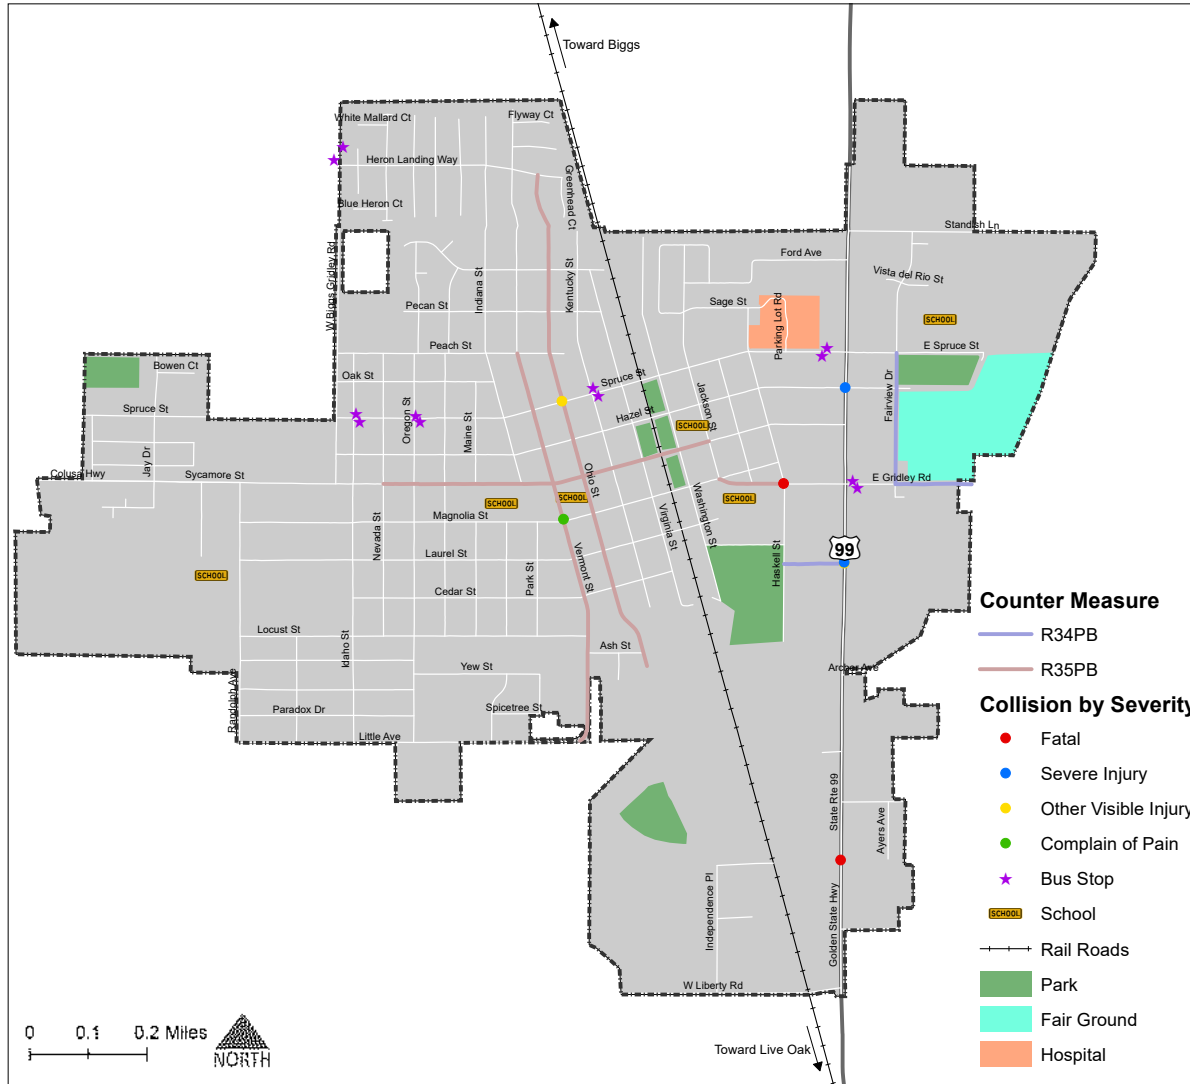 Toward Biggs
White Mallard Ct
Flyway Ct
Heron Landing Way
Greenhead Ct
Blue Heron Ct
Standish Ln
W Biggs Gridley Rd
Ford Ave
Vista del Rio St
Indiana St
Kentucky St
Pecan St
Sage St
Parking Lot Rd
SCHOOL
Peach St
E Spruce St
Bowen Ct
Oak St
Spruce St
Fairview Dr
Jackson St
Spruce St
Oregon St
Maine St
Hazel St
SCHOOL
Jay Dr
Colusa Hwy
Sycamore St
Ohio St
E Gridley Rd
SCHOOL
SCHOOL
SCHOOL
Magnolia St
Nevada St
Virginia St
Washington St
99
Laurel St
Vermont St
Park St
Haskell St
SCHOOL
Cedar St
Counter Measure
R34PB
R35PB
Locust St
Idaho St
Ash St
Yew St
Archer Ave
Randolph Ave
Paradox Dr
Spicetree St
Little Ave
Collision by Severity
Fatal
Severe Injury
Other Visible Injury
Complain of Pain
Bus Stop
SCHOOL
School
Rail Roads
Park
Fair Ground
Hospital
State Rte 99
Ayers Ave
Independence Pl
Golden State Hwy
W Liberty Rd
0 0.1 0.2 Miles
NORTH
Toward Live Oak